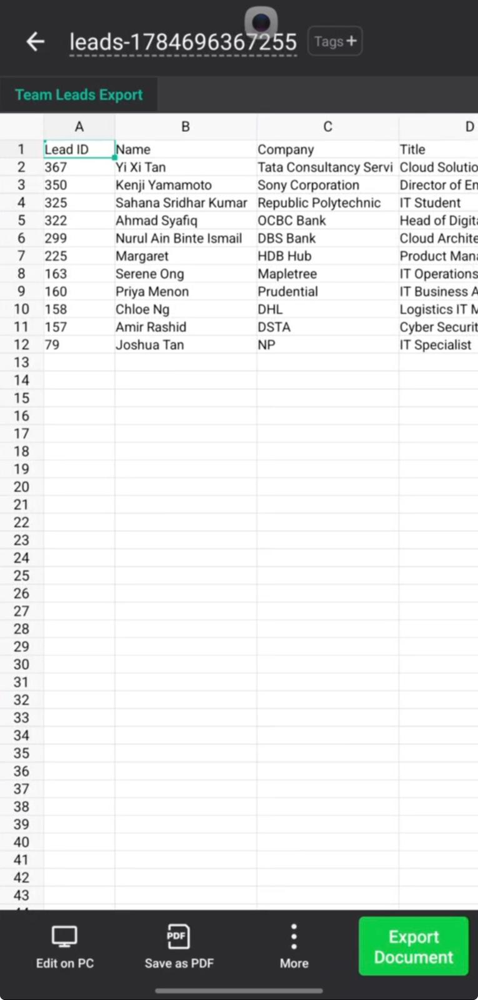 leads-1784696367255 Tags+
Team Leads Export
A B C D
1 Lead ID Name Company Title
2 367 Yi Xi Tan Tata Consultancy Servi Cloud Solutio
3 350 Kenji Yamamoto Sony Corporation Director of En
4 325 Sahana Sridhar Kumar Republic Polytechnic IT Student
5 322 Ahmad Syafiq OCBC Bank Head of Digita
6 299 Nurul Ain Binte Ismail DBS Bank Cloud Archite
7 225 Margaret HDB Hub Product Mana
8 163 Serene Ong Mapletree IT Operations
9 160 Priya Menon Prudential IT Business A
10 158 Chloe Ng DHL Logistics IT M
11 157 Amir Rashid DSTA Cyber Securit
12 79 Joshua Tan NP IT Specialist
13
14
15
16
17
18
19
20
21
22
23
24
25
26
27
28
29
30
31
32
33
34
35
36
37
38
39
40
41
42
43
Edit on PC PDF Save as PDF More Export
Document